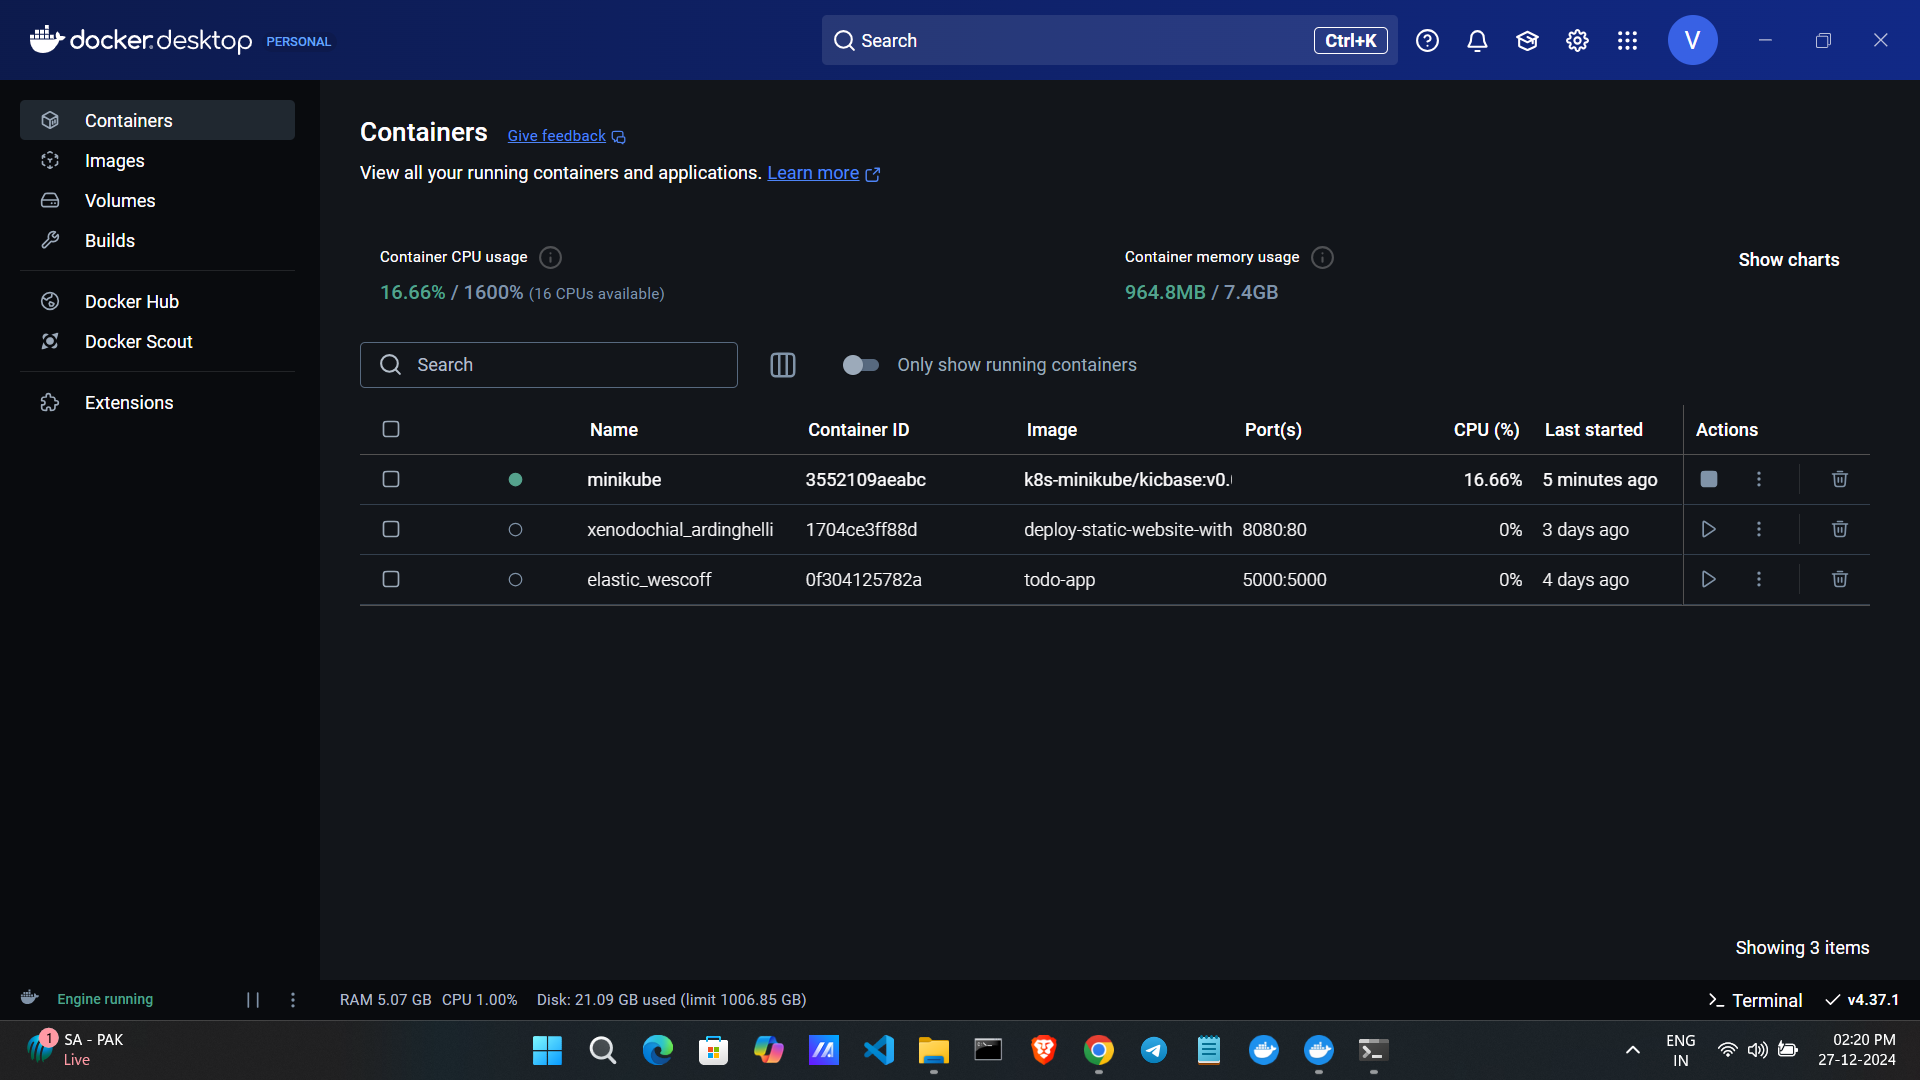 docker.desktop PERSONAL
Search Ctrl+K
V
Containers
Images
Volumes
Builds
Docker Hub
Docker Scout
Extensions
Containers Give feedback
View all your running containers and applications. Learn more
Container CPU usage
16.66% / 1600% (16 CPUs available)
Container memory usage
964.8MB / 7.4GB
Show charts
Search
Only show running containers
Name Container ID Image Port(s) CPU (%) Last started Actions
minikube 3552109aeabc k8s-minikube/kicbase:v0. 16.66% 5 minutes ago
xenodochial_ardinghelli 1704ce3ff88d deploy-static-website-with 8080:80 0% 3 days ago
elastic_wescoff 0f304125782a todo-app 5000:5000 0% 4 days ago
Showing 3 items
Engine running RAM 5.07 GB CPU 1.00% Disk: 21.09 GB used (limit 1006.85 GB) Terminal v4.37.1
1
SA - PAK
Live
ENG
IN
02:20 PM
27-12-2024